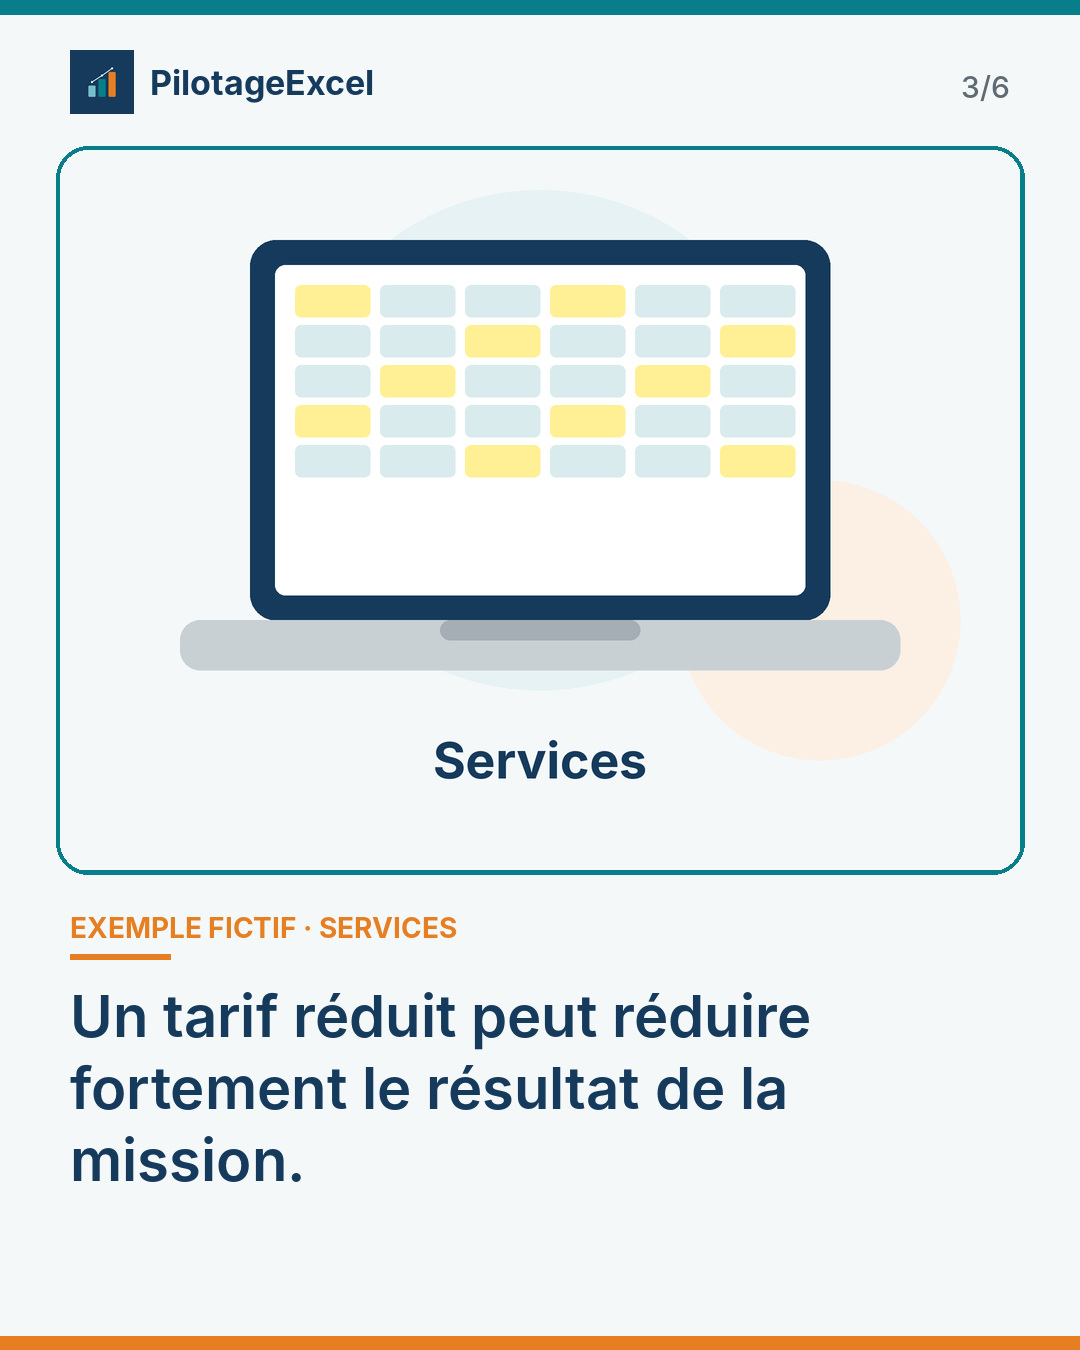 PilotageExcel
3/6
Services
EXEMPLE FICTIF · SERVICES
Un tarif réduit peut réduire
fortement le résultat de la
mission.